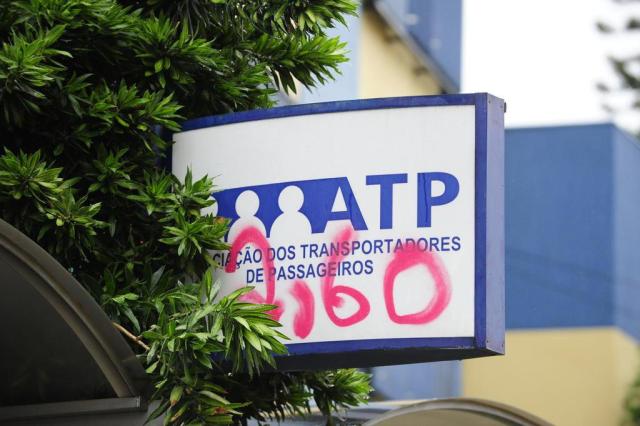 ATP
CIAÇÃO DOS TRANSPORTADORES
DE PASSAGEIROS
2,60